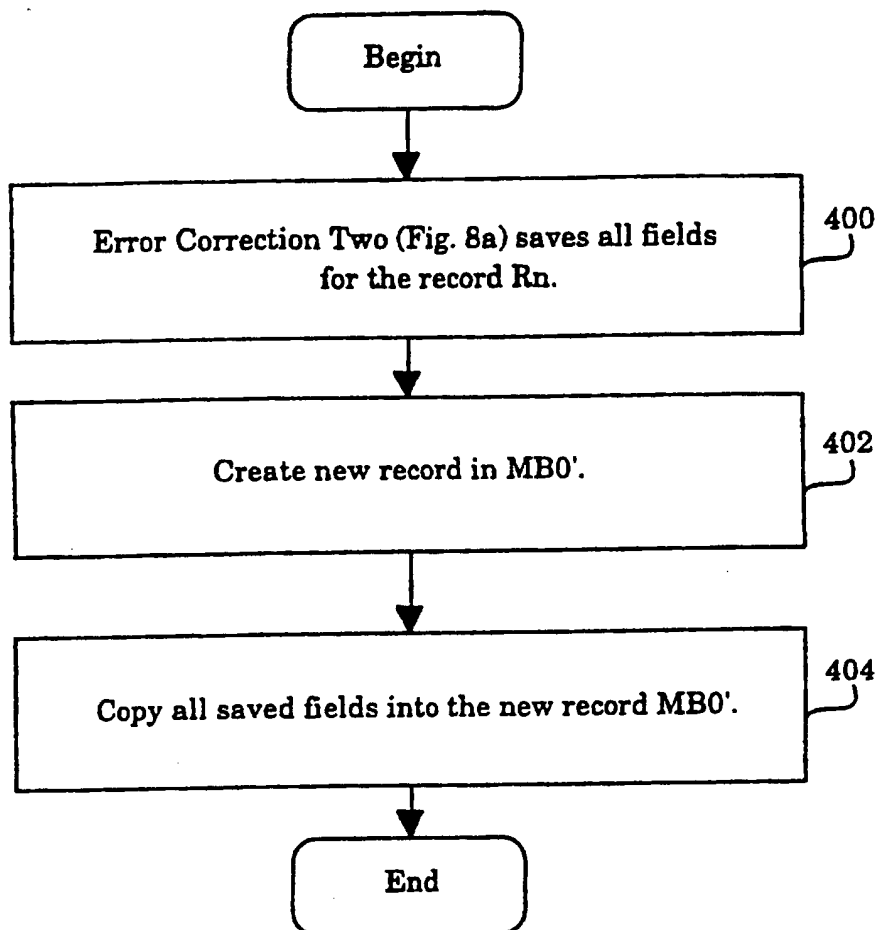 Begin
Error Correction Two (Fig. 8a) saves all fields
for the record Rn.
400
Create new record in MB0'.
402
Copy all saved fields into the new record MB0'.
404
End